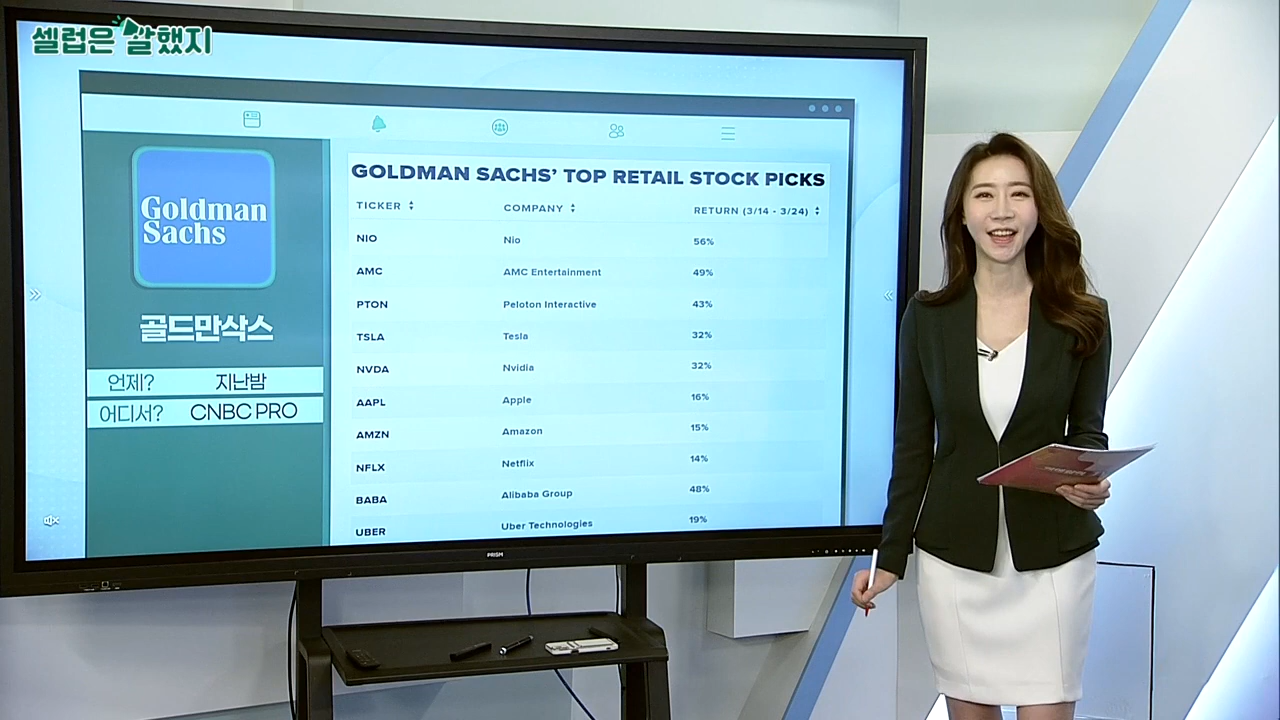 셀럽은 말했지
Goldman
Sachs
골드만삭스
언제? 지난밤
어디서? CNBC PRO
GOLDMAN SACHS’ TOP RETAIL STOCK PICKS
TICKER COMPANY RETURN (3/14 - 3/24)
NIO Nio 56%
AMC AMC Entertainment 49%
PTON Peloton Interactive 43%
TSLA Tesla 32%
NVDA Nvidia 32%
AAPL Apple 16%
AMZN Amazon 15%
NFLX Netflix 14%
BABA Alibaba Group 48%
UBER Uber Technologies 19%
PRISM